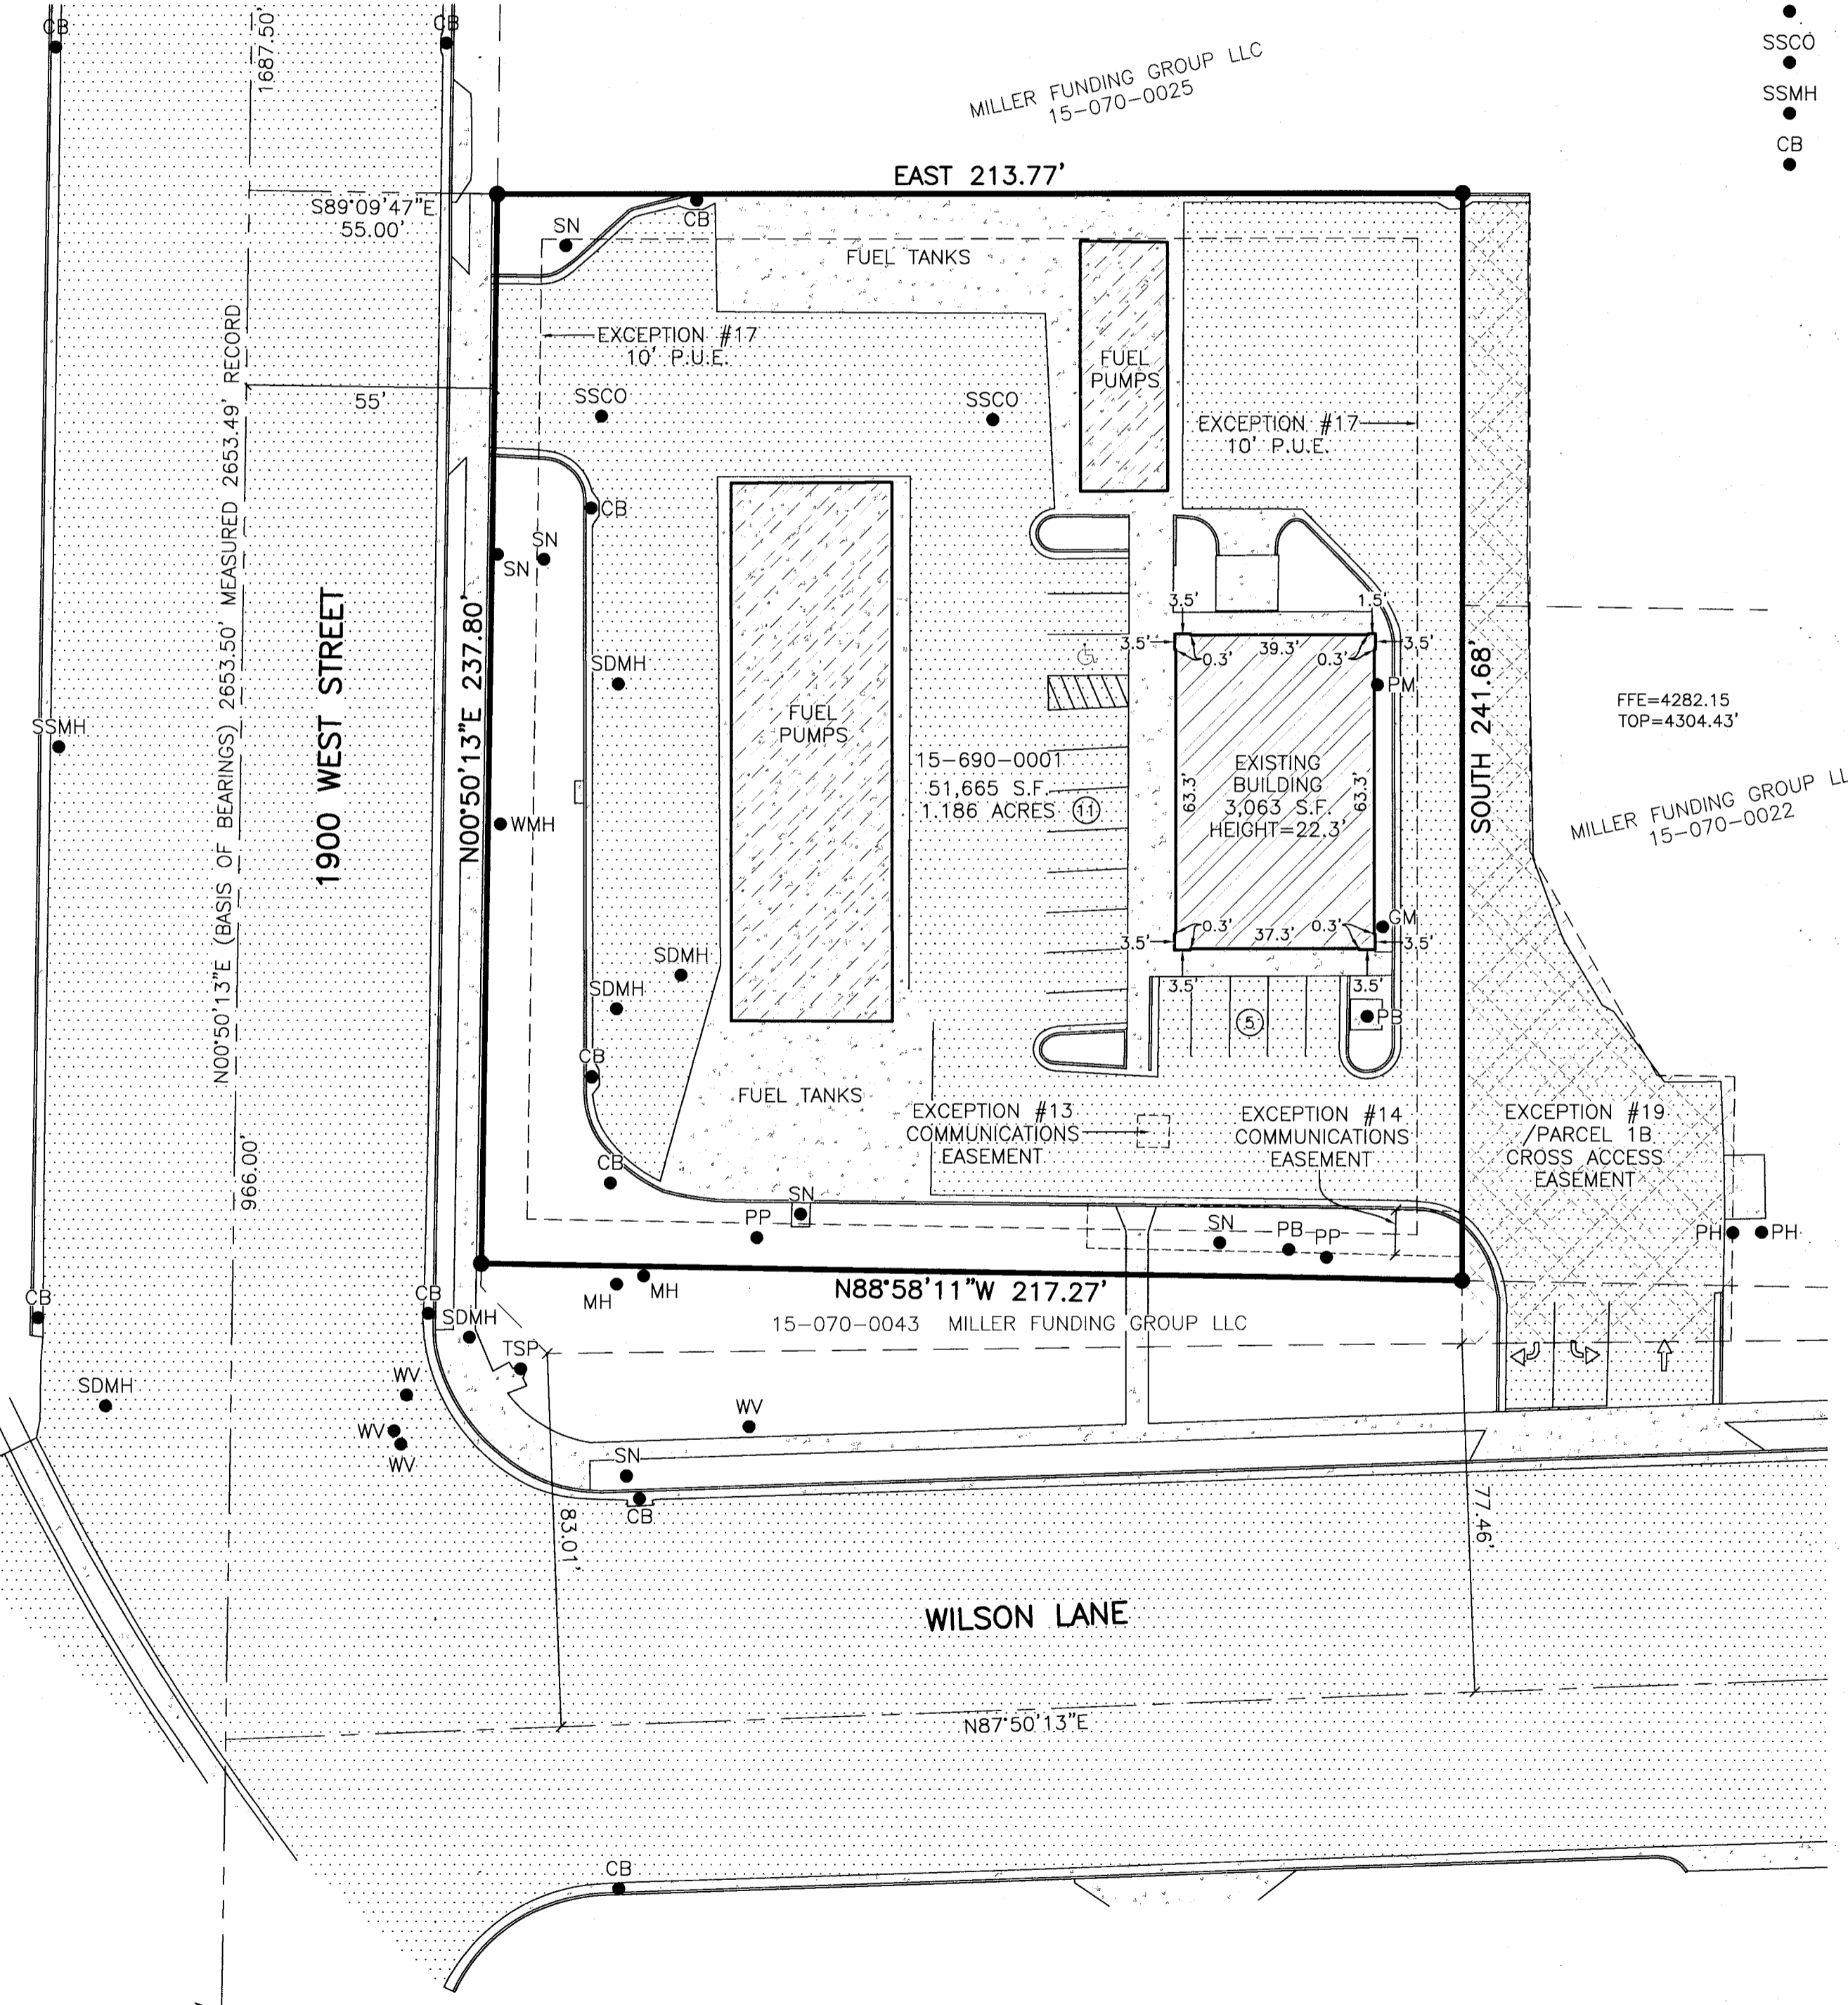 CB
CB
1687.50'
SSCO
SSMH
CB
MILLER FUNDING GROUP LLC
15-070-0025
EAST 213.77'
S89°09'47"E
55.00'
SN
CB
FUEL TANKS
EXCEPTION #17
10' P.U.E.
FUEL
PUMPS
55'
SSCO
SSCO
EXCEPTION #17
10' P.U.E.
CB
SN
SN
N00°50'13"E (BASIS OF BEARINGS) 2653.50' MEASURED 2653.49' RECORD
1900 WEST STREET
N00°50'13"E 237.80'
3.5'
1.5'
3.5'
0.3'
39.3'
0.3'
3.5'
SDMH
PM
SOUTH 241.68'
FFE=4282.15
TOP=4304.43'
SSMH
FUEL
PUMPS
15-690-0001
51,665 S.F.
1.186 ACRES
11
EXISTING
BUILDING
3,063 S.F.
HEIGHT=22.3'
63.3'
63.3'
MILLER FUNDING GROUP LL
15-070-0022
WMH
GM
3.5'
0.3'
37.3'
0.3'
3.5'
SDMH
SDMH
3.5'
3.5'
5
PB
CB
FUEL TANKS
EXCEPTION #13
COMMUNICATIONS
EASEMENT
EXCEPTION #14
COMMUNICATIONS
EASEMENT
EXCEPTION #19
/PARCEL 1B
CROSS ACCESS
EASEMENT
966.00'
CB
SN
PP
SN
PB
PP
PH
PH
CB
CB
MH
MH
N88°58'11"W 217.27'
SDMH
15-070-0043 MILLER FUNDING GROUP LLC
TSP
WV
SDMH
WV
WV
WV
SN
CB
83.01'
77.46'
WILSON LANE
N87°50'13"E
CB